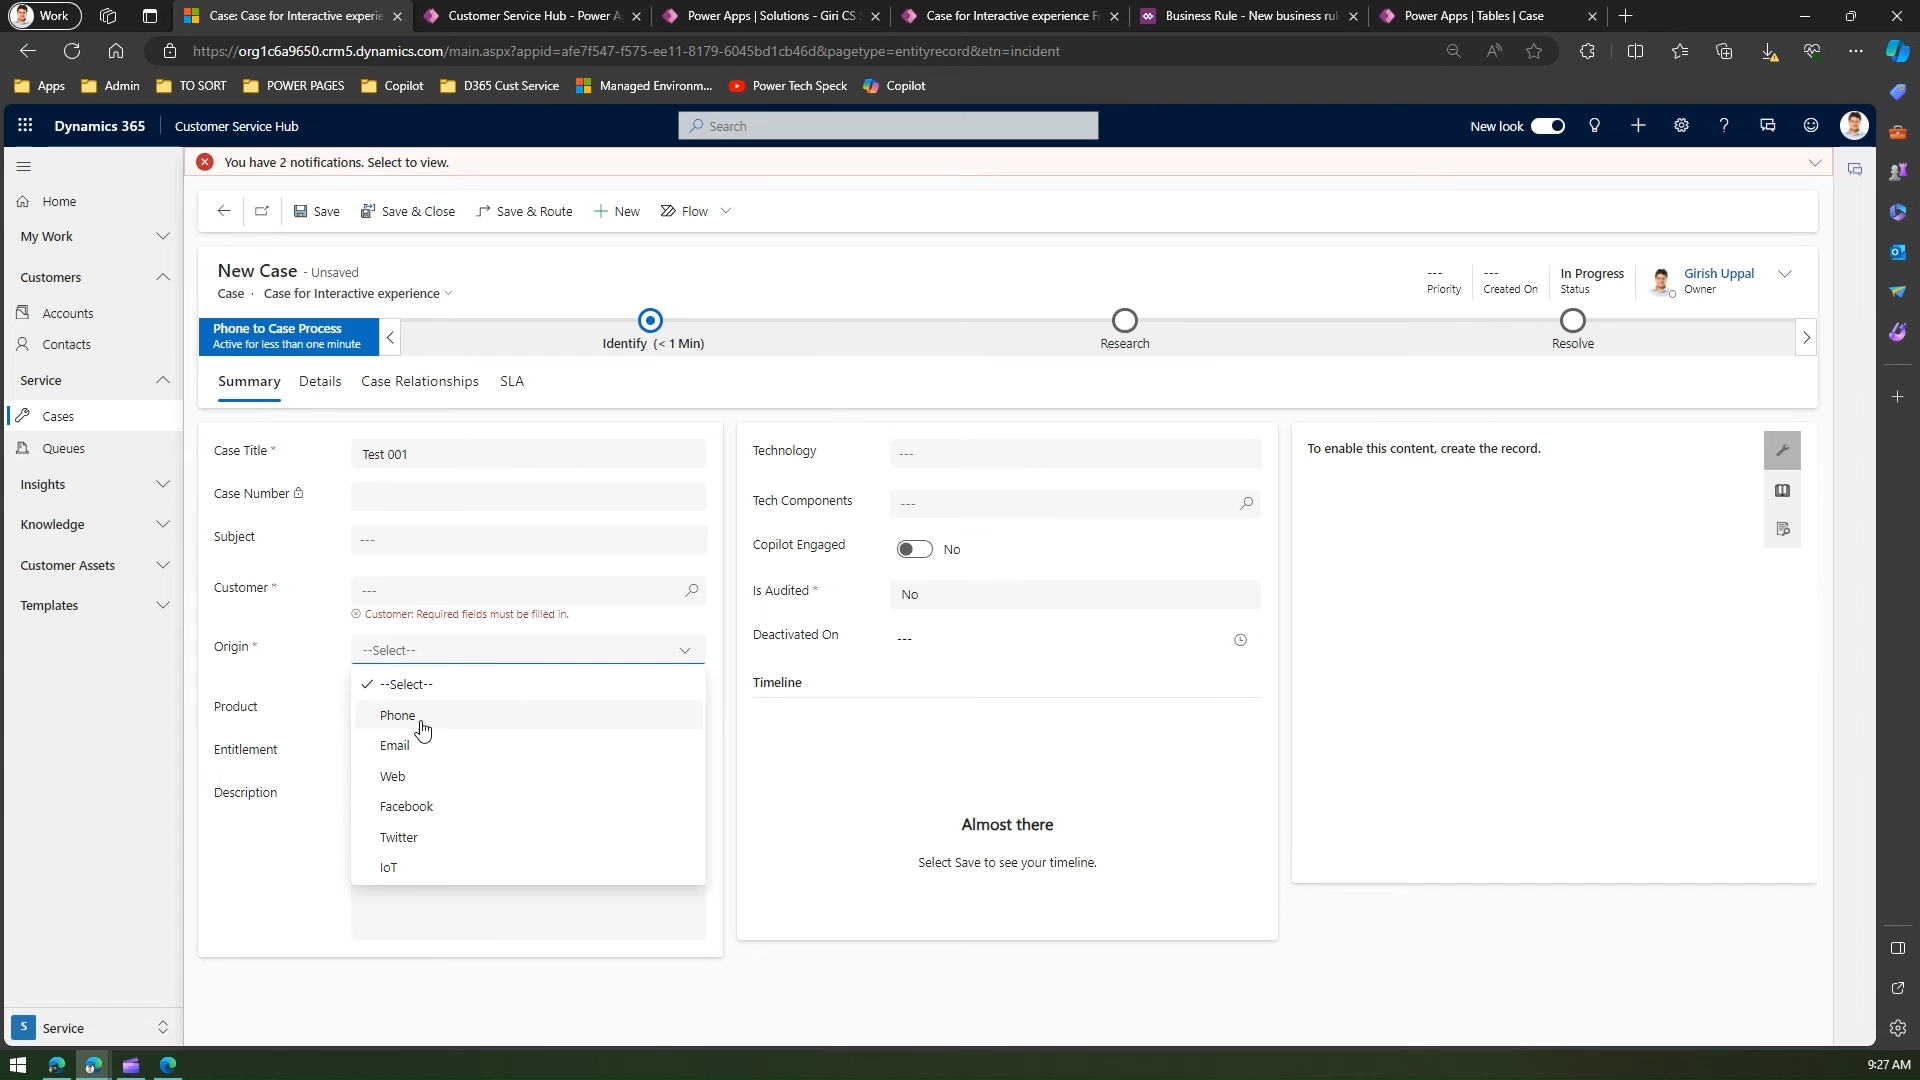 Work
Case: Case for Interactive experie
Customer Service Hub - Power A
Power Apps | Solutions - Giri CS S
Case for Interactive experience F
Business Rule - New business rul
Power Apps | Tables | Case
https://org1c6a9650.crm5.dynamics.com/main.aspx?appid=afe7f547-f575-ee11-8179-6045bd1cb46d&pagetype=entityrecord&etn=incident
Apps
Admin
TO SORT
POWER PAGES
Copilot
D365 Cust Service
Managed Environm...
Power Tech Speck
Copilot
Dynamics 365
Customer Service Hub
Search
New look
You have 2 notifications. Select to view.
Home
My Work
Customers
Accounts
Contacts
Service
Cases
Queues
Insights
Knowledge
Customer Assets
Templates
S Service
Save
Save & Close
Save & Route
New
Flow
New Case - Unsaved
Case · Case for Interactive experience
---
Priority
---
Created On
In Progress
Status
Girish Uppal
Owner
Phone to Case Process
Active for less than one minute
Identify (< 1 Min)
Research
Resolve
Summary
Details
Case Relationships
SLA
Case Title *
Test 001
Case Number
Subject
---
Customer *
---
Customer: Required fields must be filled in.
Origin *
--Select--
--Select--
Phone
Email
Web
Facebook
Twitter
IoT
Product
Entitlement
Description
Technology
---
Tech Components
---
Copilot Engaged
No
Is Audited *
No
Deactivated On
---
Timeline
Almost there
Select Save to see your timeline.
To enable this content, create the record.
9:27 AM